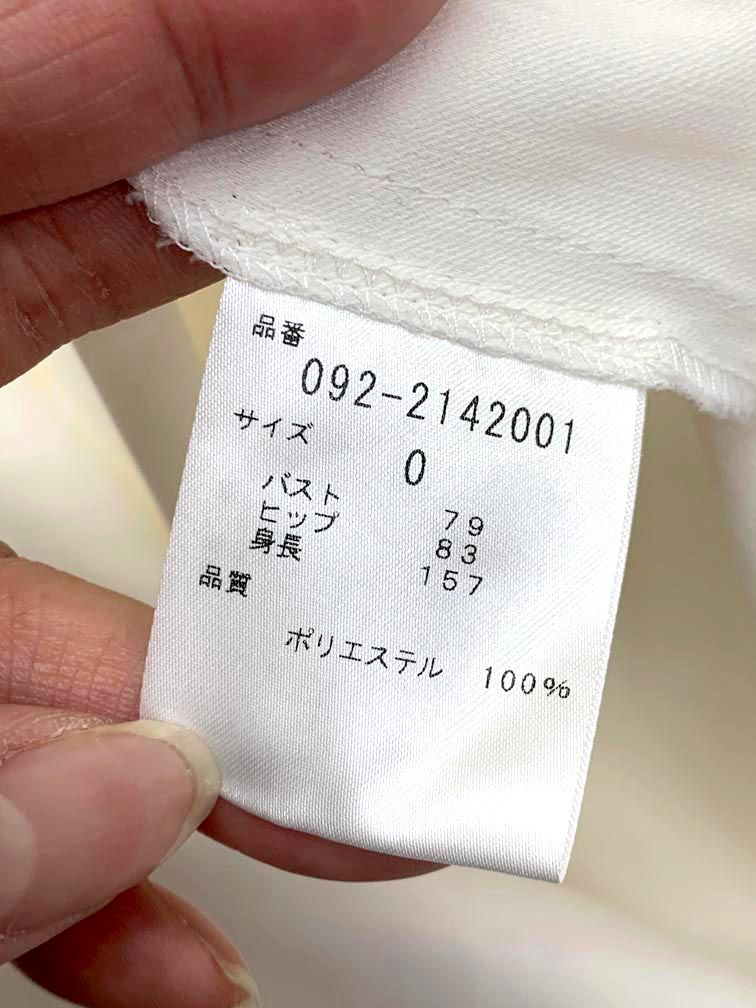 品番
092-2142001
サイズ
0
バスト 79
ヒップ 83
身長 157
品質
ポリエステル 100%